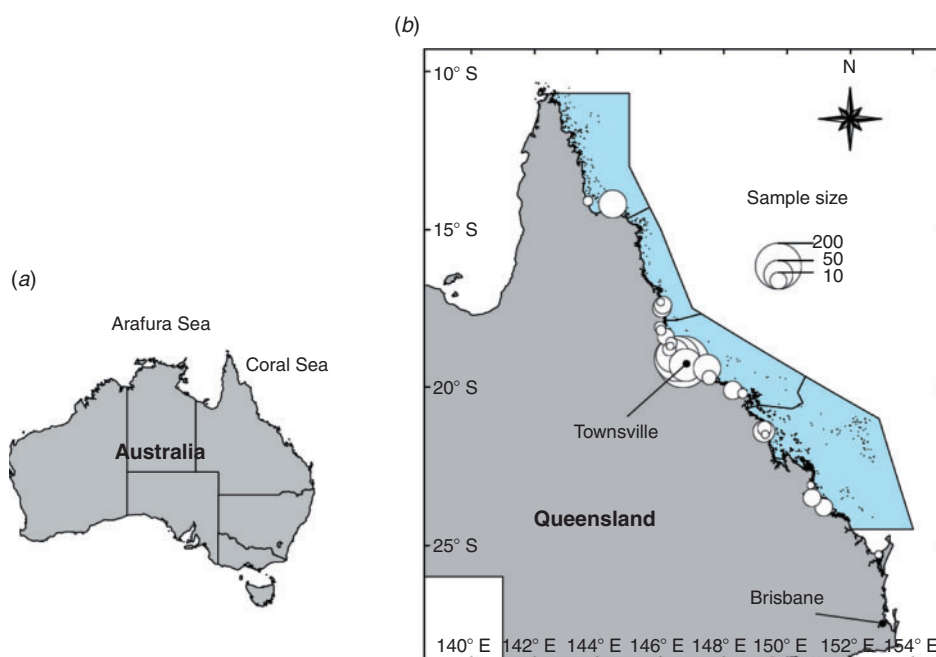 (a)
Arafura Sea
Coral Sea
Australia
(b)
10° S
15° S
20° S
25° S
N
Sample size
200
50
10
Townsville
Queensland
Brisbane
140° E 142° E 144° E 146° E 148° E 150° E 152° E 154° E